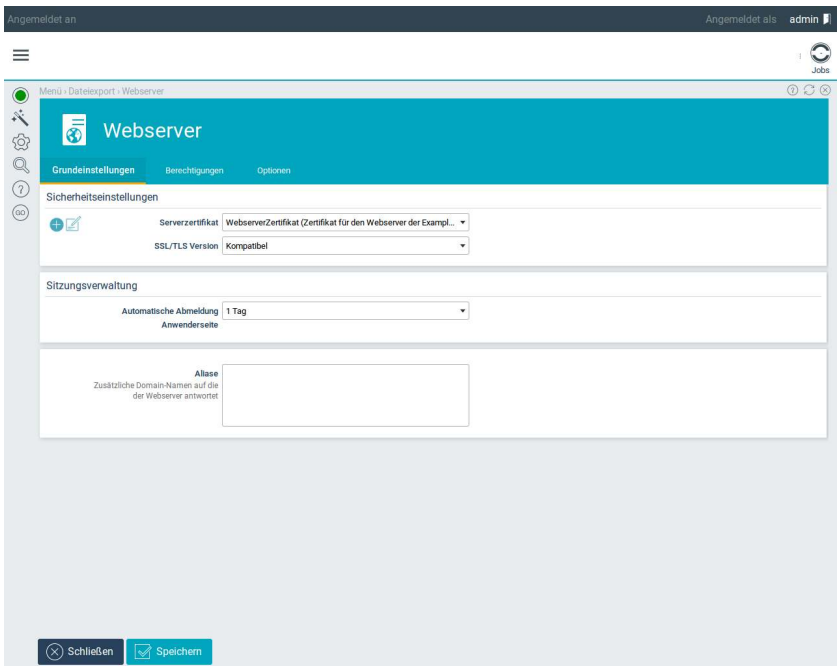 Angemeldet an
Angemeldet als admin
Jobs
Menü › Dateiexport › Webserver
Webserver
Grundeinstellungen Berechtigungen Optionen
Sicherheitseinstellungen
Serverzertifikat WebserverZertifikat (Zertifikat für den Webserver der Exampl...
SSL/TLS Version Kompatibel
GO
Sitzungsverwaltung
Automatische Abmeldung 1 Tag
Anwenderseite
Aliase
Zusätzliche Domain-Namen auf die
der Webserver antwortet
Schließen Speichern